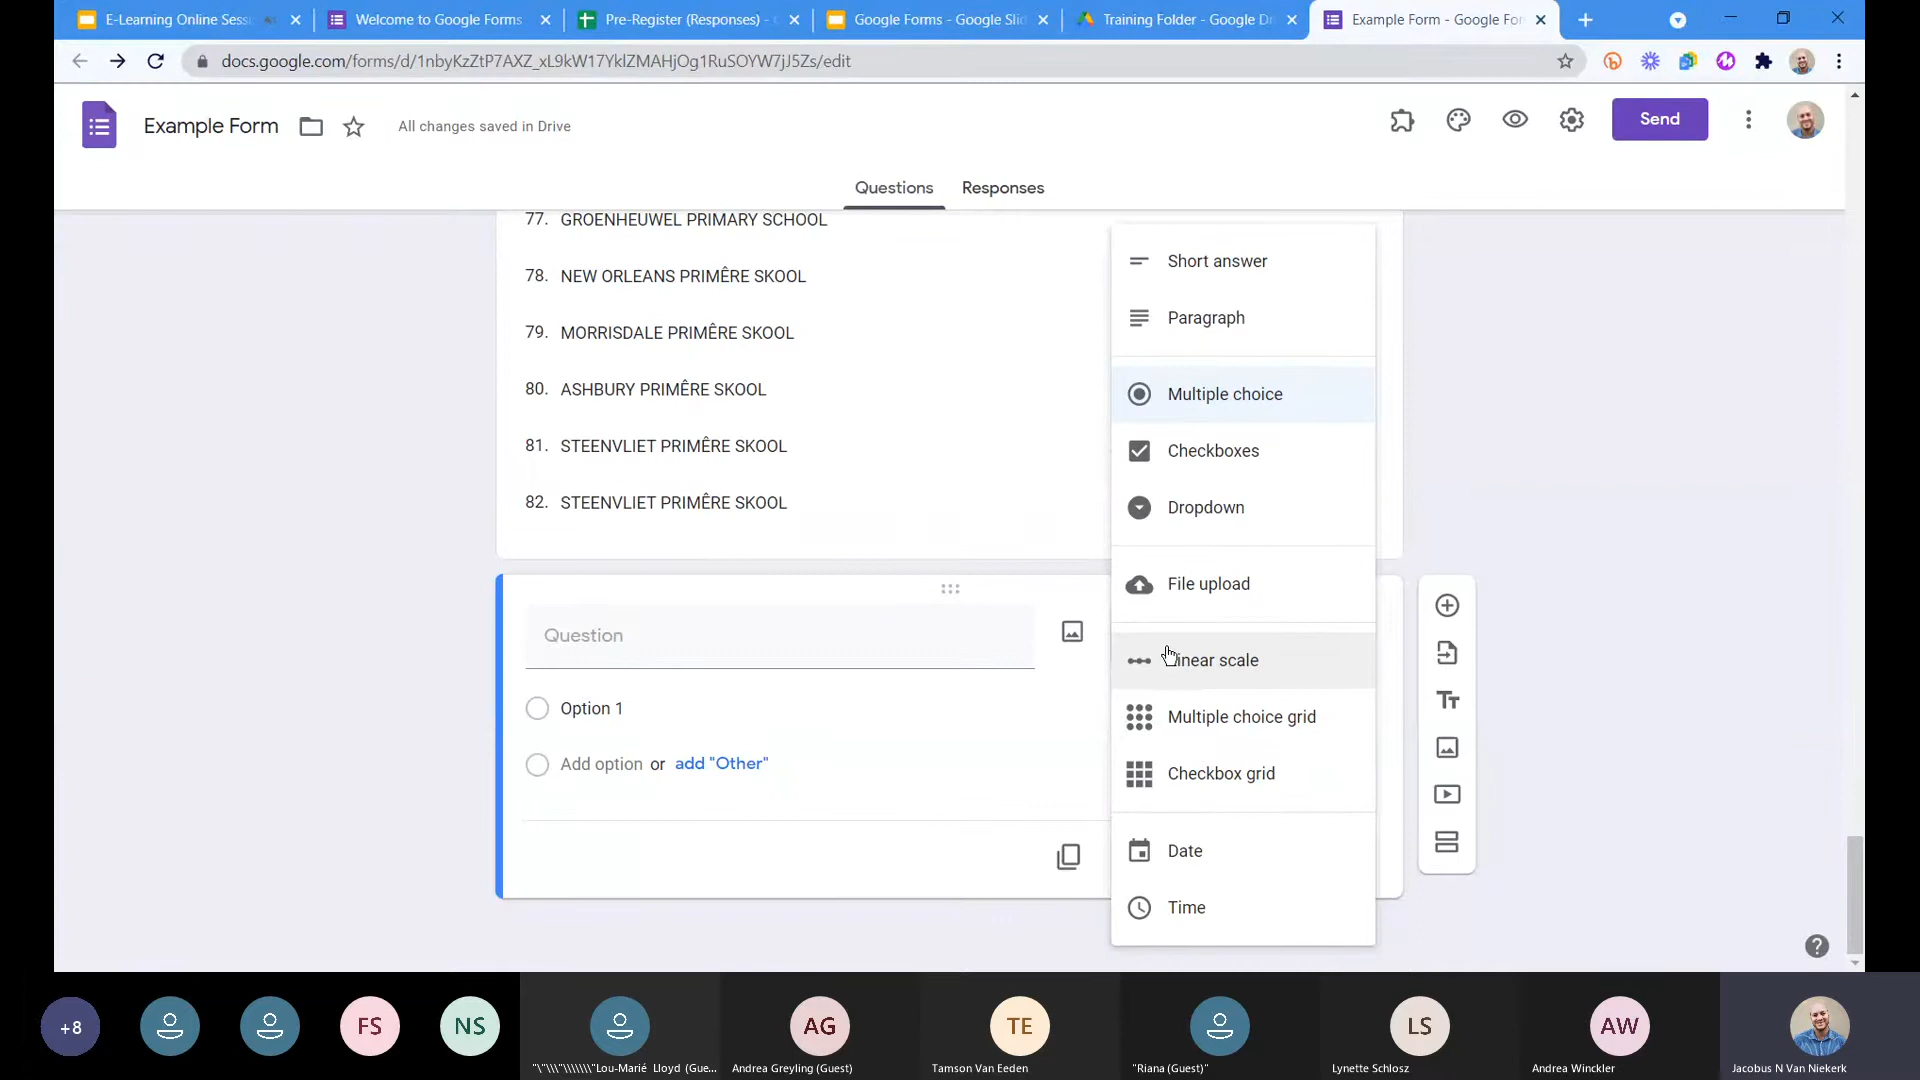 E-Learning Online Sessi
Welcome to Google Forms
Pre-Register (Responses) -
Google Forms - Google Slid
Training Folder - Google Dr
Example Form - Google For
docs.google.com/forms/d/1nbyKzZtP7AXZ_xL9kW17YklZMAHjOg1RuSOYW7jJ5Zs/edit
Example Form
All changes saved in Drive
Send
Questions
Responses
77. GROENHEUWEL PRIMARY SCHOOL
78. NEW ORLEANS PRIMÊRE SKOOL
79. MORRISDALE PRIMÊRE SKOOL
80. ASHBURY PRIMÊRE SKOOL
81. STEENVLIET PRIMÊRE SKOOL
82. STEENVLIET PRIMÊRE SKOOL
Short answer
Paragraph
Multiple choice
Checkboxes
Dropdown
File upload
Linear scale
Multiple choice grid
Checkbox grid
Date
Time
Question
Option 1
Add option or add "Other"
Tr
+8
FS
NS
AG
TE
LS
AW
"\"\\\"\\\\\\\"Lou-Marié Lloyd (Gue...
Andrea Greyling (Guest)
Tamson Van Eeden
"Riana (Guest)"
Lynette Schlosz
Andrea Winckler
Jacobus N Van Niekerk